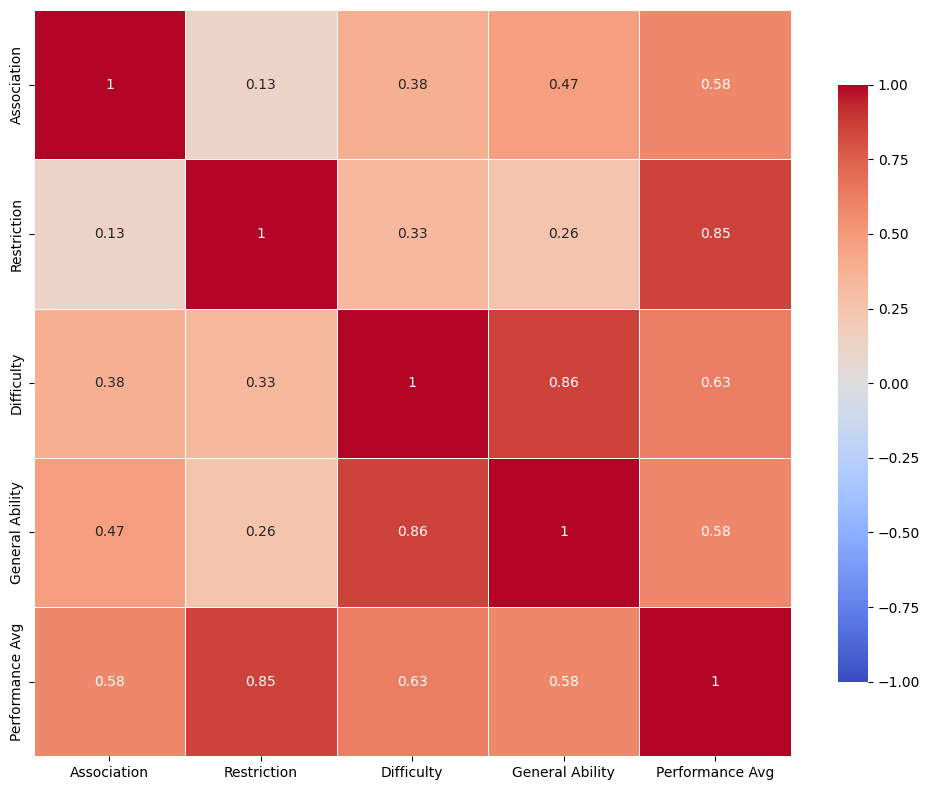 Association 1 0.13 0.38 0.47 0.58
Restriction 0.13 1 0.33 0.26 0.85
Difficulty 0.38 0.33 1 0.86 0.63
General Ability 0.47 0.26 0.86 1 0.58
Performance Avg 0.58 0.85 0.63 0.58 1
Association Restriction Difficulty General Ability Performance Avg
1.00
0.75
0.50
0.25
0.00
−0.25
−0.50
−0.75
−1.00